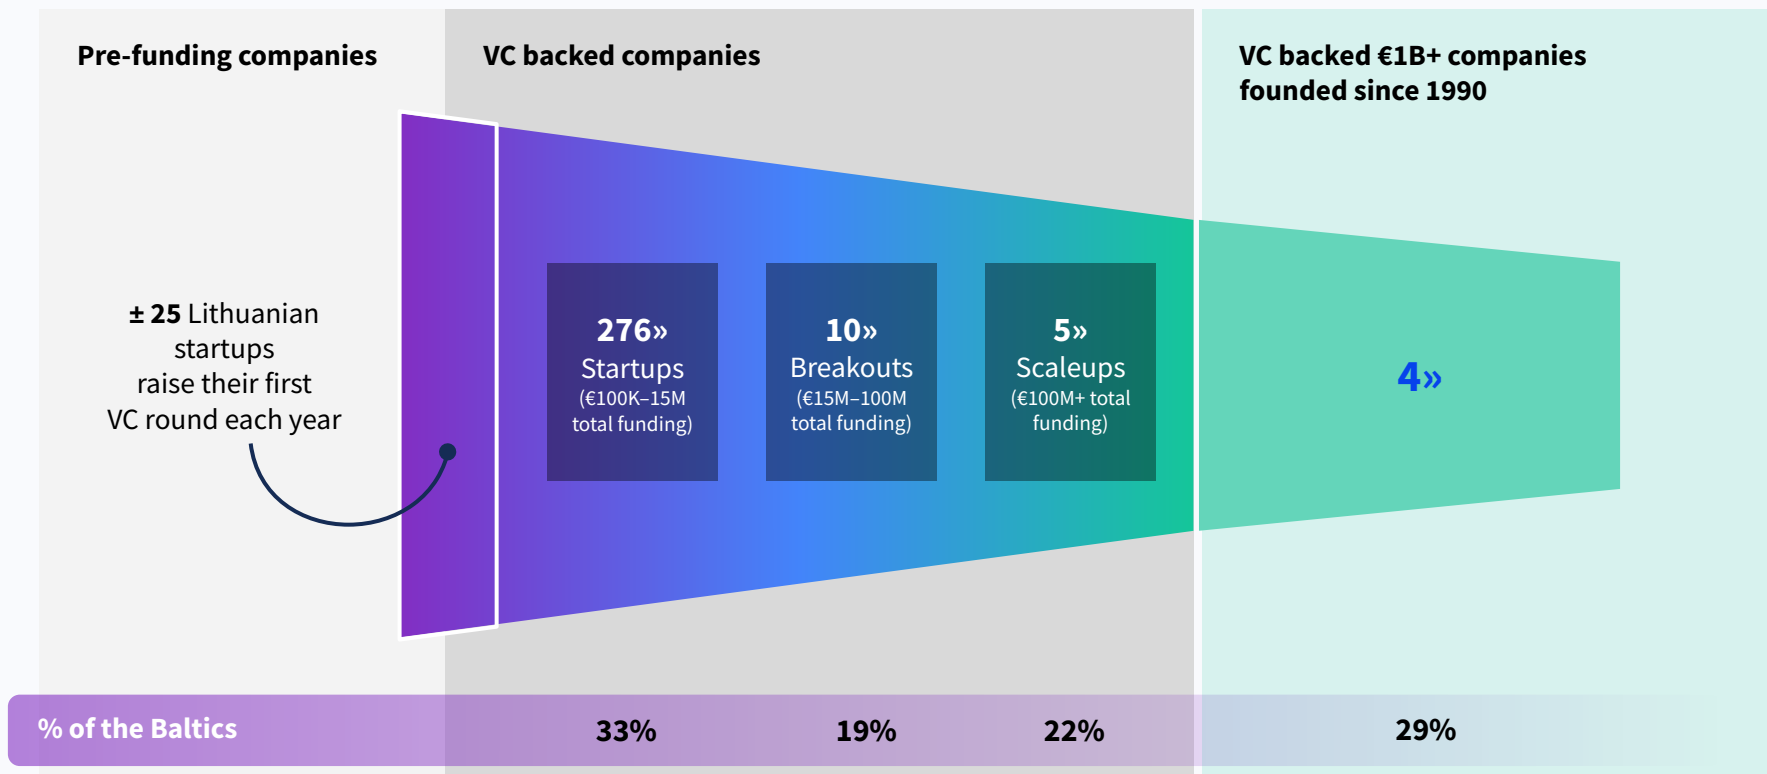 Pre-funding companies
VC backed companies
VC backed €1B+ companies
founded since 1990
± 25 Lithuanian
startups
raise their first
VC round each year
276»
Startups
(€100K–15M
total funding)
10»
Breakouts
(€15M–100M
total funding)
5»
Scaleups
(€100M+ total
funding)
4»
% of the Baltics
33%
19%
22%
29%